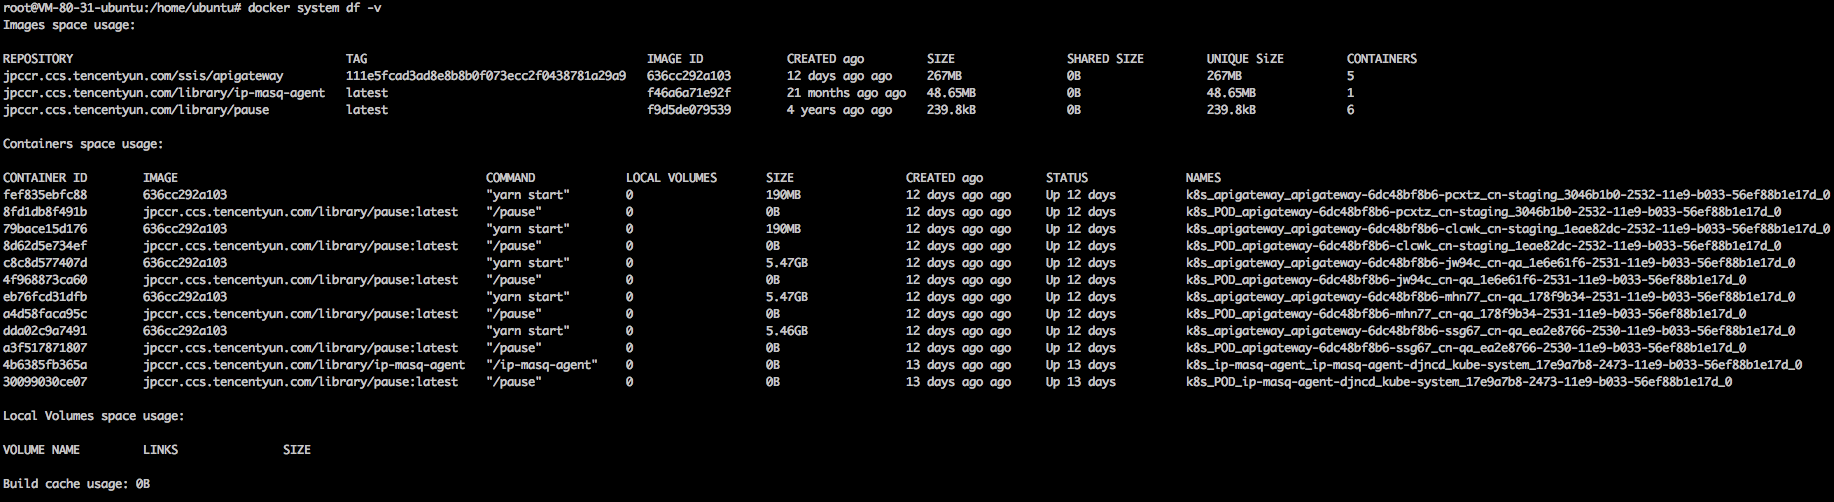 root@VM-80-31-ubuntu:/home/ubuntu# docker system df -v
Images space usage:
REPOSITORY TAG IMAGE ID CREATED ago SIZE SHARED SIZE UNIQUE SiZE CONTAINERS
jpccr.ccs.tencentyun.com/ssis/apigateway 111e5fcad3ad8e8b8b0f073ecc2f0438781a29a9 636cc292a103 12 days ago ago 267MB 0B 267MB 5
jpccr.ccs.tencentyun.com/library/ip-masq-agent latest f46a6a71e92f 21 months ago ago 48.65MB 0B 48.65MB 1
jpccr.ccs.tencentyun.com/library/pause latest f9d5de079539 4 years ago ago 239.8kB 0B 239.8kB 6
Containers space usage:
CONTAINER ID IMAGE COMMAND LOCAL VOLUMES SIZE CREATED ago STATUS NAMES
fef835ebfc88 636cc292a103 "yarn start" 0 190MB 12 days ago ago Up 12 days k8s_apigateway_apigateway-6dc48bf8b6-pcxtz_cn-staging_3046b1b0-2532-11e9-b033-56ef88b1e17d_0
8fd1db8f491b jpccr.ccs.tencentyun.com/library/pause:latest "/pause" 0 0B 12 days ago ago Up 12 days k8s_POD_apigateway-6dc48bf8b6-pcxtz_cn-staging_3046b1b0-2532-11e9-b033-56ef88b1e17d_0
79bace15d176 636cc292a103 "yarn start" 0 190MB 12 days ago ago Up 12 days k8s_apigateway_apigateway-6dc48bf8b6-clcwk_cn-staging_1eae82dc-2532-11e9-b033-56ef88b1e17d_0
8d62d5e734ef jpccr.ccs.tencentyun.com/library/pause:latest "/pause" 0 0B 12 days ago ago Up 12 days k8s_POD_apigateway-6dc48bf8b6-clcwk_cn-staging_1eae82dc-2532-11e9-b033-56ef88b1e17d_0
c8c8d577407d 636cc292a103 "yarn start" 0 5.47GB 12 days ago ago Up 12 days k8s_apigateway_apigateway-6dc48bf8b6-jw94c_cn-qa_1e6e61f6-2531-11e9-b033-56ef88b1e17d_0
4f968873ca60 jpccr.ccs.tencentyun.com/library/pause:latest "/pause" 0 0B 12 days ago ago Up 12 days k8s_POD_apigateway-6dc48bf8b6-jw94c_cn-qa_1e6e61f6-2531-11e9-b033-56ef88b1e17d_0
eb76fcd31dfb 636cc292a103 "yarn start" 0 5.47GB 12 days ago ago Up 12 days k8s_apigateway_apigateway-6dc48bf8b6-mhn77_cn-qa_178f9b34-2531-11e9-b033-56ef88b1e17d_0
a4d58faca95c jpccr.ccs.tencentyun.com/library/pause:latest "/pause" 0 0B 12 days ago ago Up 12 days k8s_POD_apigateway-6dc48bf8b6-mhn77_cn-qa_178f9b34-2531-11e9-b033-56ef88b1e17d_0
dda02c9a7491 636cc292a103 "yarn start" 0 5.46GB 12 days ago ago Up 12 days k8s_apigateway_apigateway-6dc48bf8b6-ssg67_cn-qa_ea2e8766-2530-11e9-b033-56ef88b1e17d_0
a3f517871807 jpccr.ccs.tencentyun.com/library/pause:latest "/pause" 0 0B 12 days ago ago Up 12 days k8s_POD_apigateway-6dc48bf8b6-ssg67_cn-qa_ea2e8766-2530-11e9-b033-56ef88b1e17d_0
4b6385fb365a jpccr.ccs.tencentyun.com/library/ip-masq-agent "/ip-masq-agent" 0 0B 13 days ago ago Up 13 days k8s_ip-masq-agent_ip-masq-agent-djncd_kube-system_17e9a7b8-2473-11e9-b033-56ef88b1e17d_0
30099030ce07 jpccr.ccs.tencentyun.com/library/pause:latest "/pause" 0 0B 13 days ago ago Up 13 days k8s_POD_ip-masq-agent-djncd_kube-system_17e9a7b8-2473-11e9-b033-56ef88b1e17d_0
Local Volumes space usage:
VOLUME NAME LINKS SIZE
Build cache usage: 0B